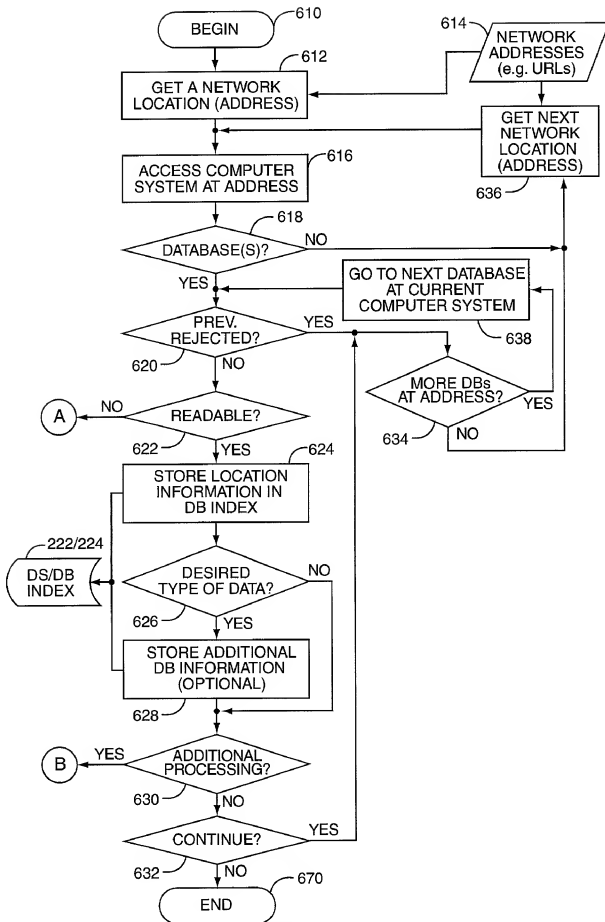 BEGIN
610
614
NETWORK
ADDRESSES
(e.g. URLs)
612
GET A NETWORK
LOCATION (ADDRESS)
GET NEXT
NETWORK
LOCATION
(ADDRESS)
636
616
ACCESS COMPUTER
SYSTEM AT ADDRESS
618
DATABASE(S)?
NO
YES
GO TO NEXT DATABASE
AT CURRENT
COMPUTER SYSTEM
638
PREV.
REJECTED?
YES
620
NO
MORE DBs
AT ADDRESS?
YES
634
NO
A
NO
READABLE?
622
YES
624
STORE LOCATION
INFORMATION IN
DB INDEX
222/224
DS/DB
INDEX
DESIRED
TYPE OF DATA?
NO
626
YES
STORE ADDITIONAL
DB INFORMATION
(OPTIONAL)
628
B
YES
ADDITIONAL
PROCESSING?
630
NO
CONTINUE?
YES
632
NO
670
END